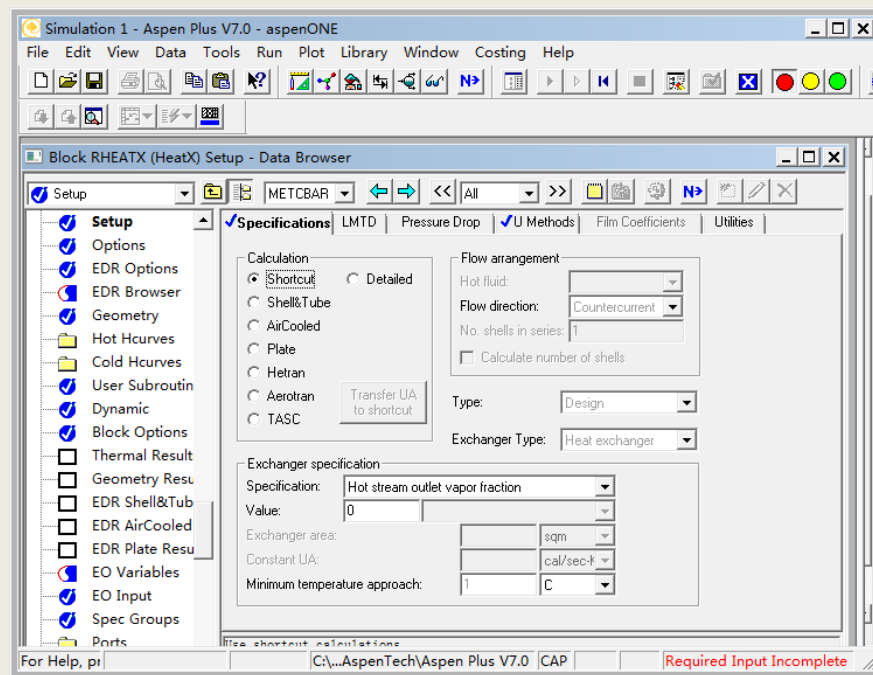 Simulation 1 - Aspen Plus V7.0 - aspenONE
File Edit View Data Tools Run Plot Library Window Costing Help
N
Block RHEATX (HeatX) Setup - Data Browser
Setup METCBAR << All >> N
Setup
Options
EDR Options
EDR Browser
Geometry
Hot Hcurves
Cold Hcurves
User Subroutin
Dynamic
Block Options
Thermal Result
Geometry Resu
EDR Shell&Tub
EDR AirCooled
EDR Plate Resu
EO Variables
EO Input
Spec Groups
Ports
Specifications LMTD Pressure Drop U Methods Film Coefficients Utilities
Calculation
Shortcut Detailed
Shell&Tube
AirCooled
Plate
Hetran
Aerotran
TASC
Transfer UA
to shortcut
Flow arrangement
Hot fluid:
Flow direction: Countercurrent
No. shells in series: 1
Calculate number of shells
Type: Design
Exchanger Type: Heat exchanger
Exchanger specification
Specification: Hot stream outlet vapor fraction
Value: 0
Exchanger area: sqm
Constant UA: cal/sec-K
Minimum temperature approach: 1 C
Use shortcut calculations
For Help, pr C:\...AspenTech\Aspen Plus V7.0 CAP Required Input Incomplete